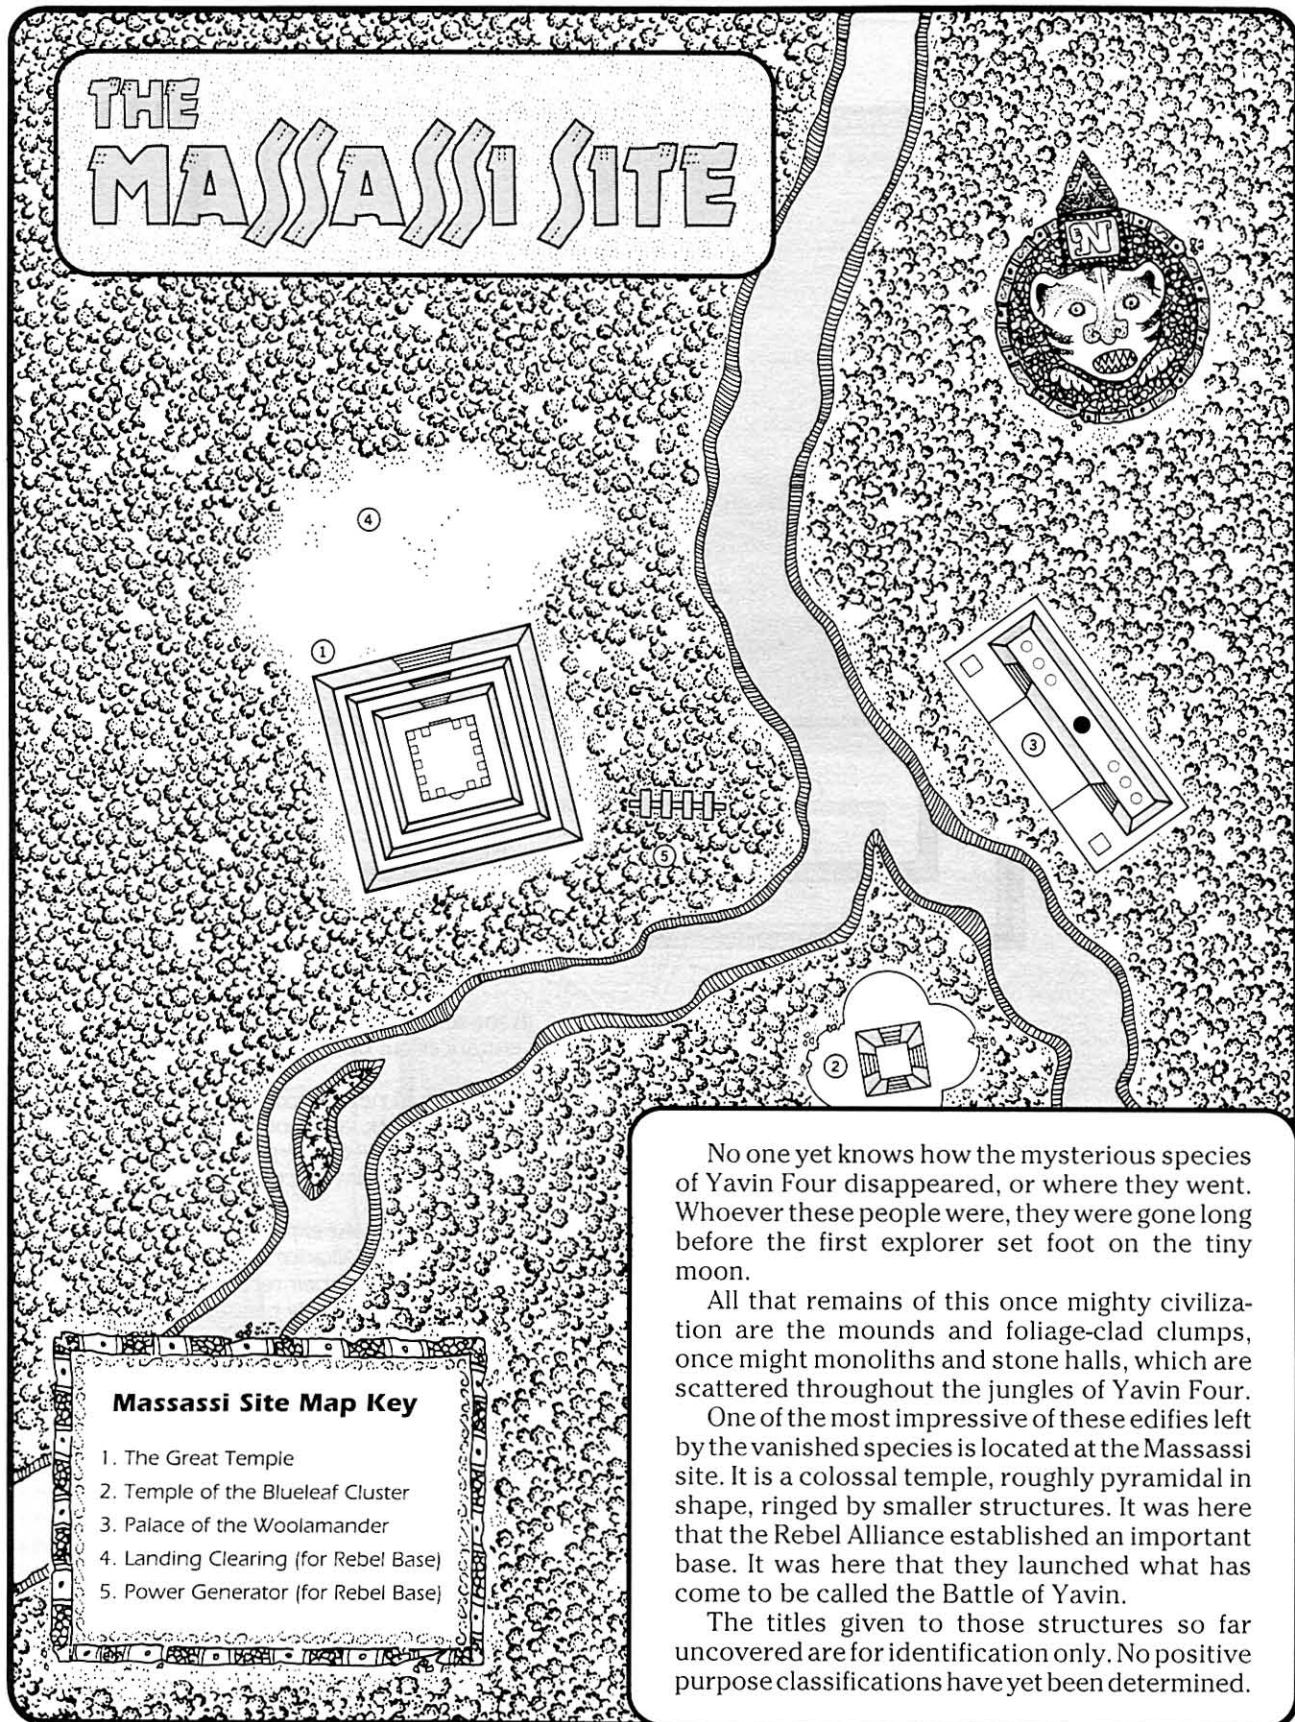 THE
MASSASSI SITE
N
4
1
3
5
2
No one yet knows how the mysterious species
of Yavin Four disappeared, or where they went.
Whoever these people were, they were gone long
before the first explorer set foot on the tiny
moon.
All that remains of this once mighty civiliza-
tion are the mounds and foliage-clad clumps,
once might monoliths and stone halls, which are
scattered throughout the jungles of Yavin Four.
One of the most impressive of these edifies left
by the vanished species is located at the Massassi
site. It is a colossal temple, roughly pyramidal in
shape, ringed by smaller structures. It was here
that the Rebel Alliance established an important
base. It was here that they launched what has
come to be called the Battle of Yavin.
The titles given to those structures so far
uncovered are for identification only. No positive
purpose classifications have yet been determined.
Massassi Site Map Key
1. The Great Temple
2. Temple of the Blueleaf Cluster
3. Palace of the Woolamander
4. Landing Clearing (for Rebel Base)
5. Power Generator (for Rebel Base)